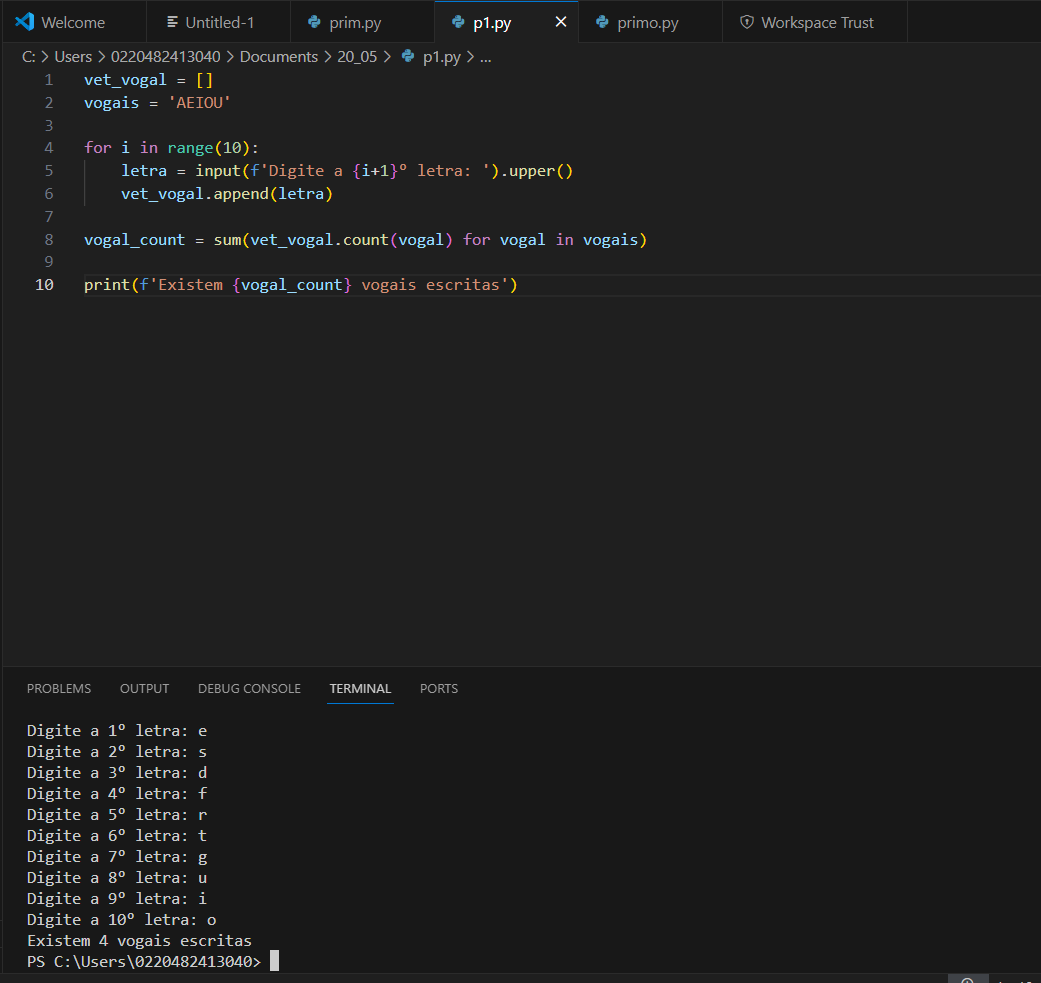 Welcome Untitled-1 prim.py p1.py primo.py Workspace Trust
C: > Users > 0220482413040 > Documents > 20_05 > p1.py > ...
1 vet_vogal = []
2 vogais = 'AEIOU'
3
4 for i in range(10):
5     letra = input(f'Digite a {i+1}º letra: ').upper()
6     vet_vogal.append(letra)
7
8 vogal_count = sum(vet_vogal.count(vogal) for vogal in vogais)
9
10 print(f'Existem {vogal_count} vogais escritas')
PROBLEMS OUTPUT DEBUG CONSOLE TERMINAL PORTS
Digite a 1º letra: e
Digite a 2º letra: s
Digite a 3º letra: d
Digite a 4º letra: f
Digite a 5º letra: r
Digite a 6º letra: t
Digite a 7º letra: g
Digite a 8º letra: u
Digite a 9º letra: i
Digite a 10º letra: o
Existem 4 vogais escritas
PS C:\Users\0220482413040>